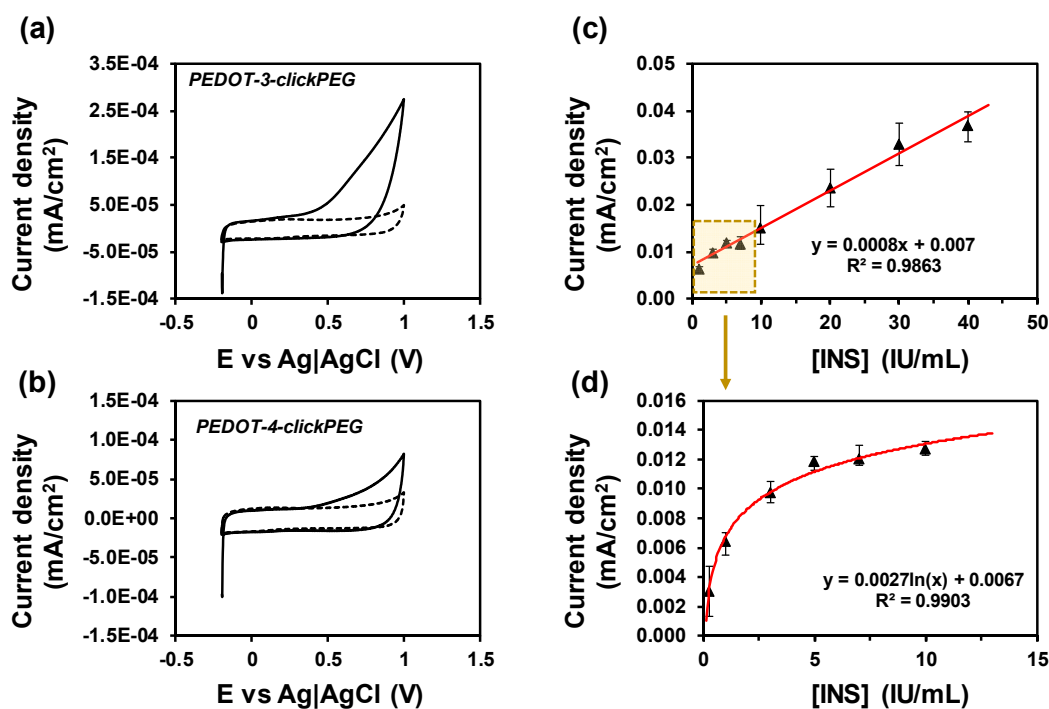 (a)
PEDOT-3-clickPEG
Current density
(mA/cm²)
3.5E-04
2.5E-04
1.5E-04
5.0E-05
-5.0E-05
-1.5E-04
-0.5
0
0.5
1
1.5
E vs Ag|AgCl (V)
(b)
PEDOT-4-clickPEG
Current density
(mA/cm²)
1.5E-04
1.0E-04
5.0E-05
0.0E+00
-5.0E-05
-1.0E-04
-1.5E-04
-0.5
0
0.5
1
1.5
E vs Ag|AgCl (V)
(c)
Current density
(mA/cm²)
0.05
0.04
0.03
0.02
0.01
0.00
y = 0.0008x + 0.007
R² = 0.9863
0
10
20
30
40
50
[INS] (IU/mL)
(d)
Current density
(mA/cm²)
0.016
0.014
0.012
0.010
0.008
0.006
0.004
0.002
0.000
y = 0.0027ln(x) + 0.0067
R² = 0.9903
0
5
10
15
[INS] (IU/mL)